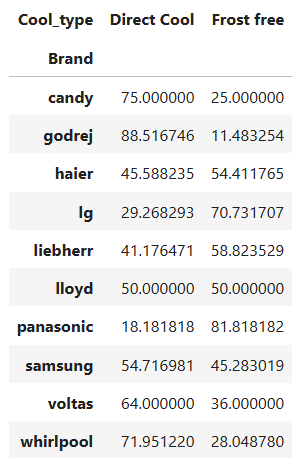 Cool_type Direct Cool Frost free
Brand
candy 75.000000 25.000000
godrej 88.516746 11.483254
haier 45.588235 54.411765
lg 29.268293 70.731707
liebherr 41.176471 58.823529
lloyd 50.000000 50.000000
panasonic 18.181818 81.818182
samsung 54.716981 45.283019
voltas 64.000000 36.000000
whirlpool 71.951220 28.048780